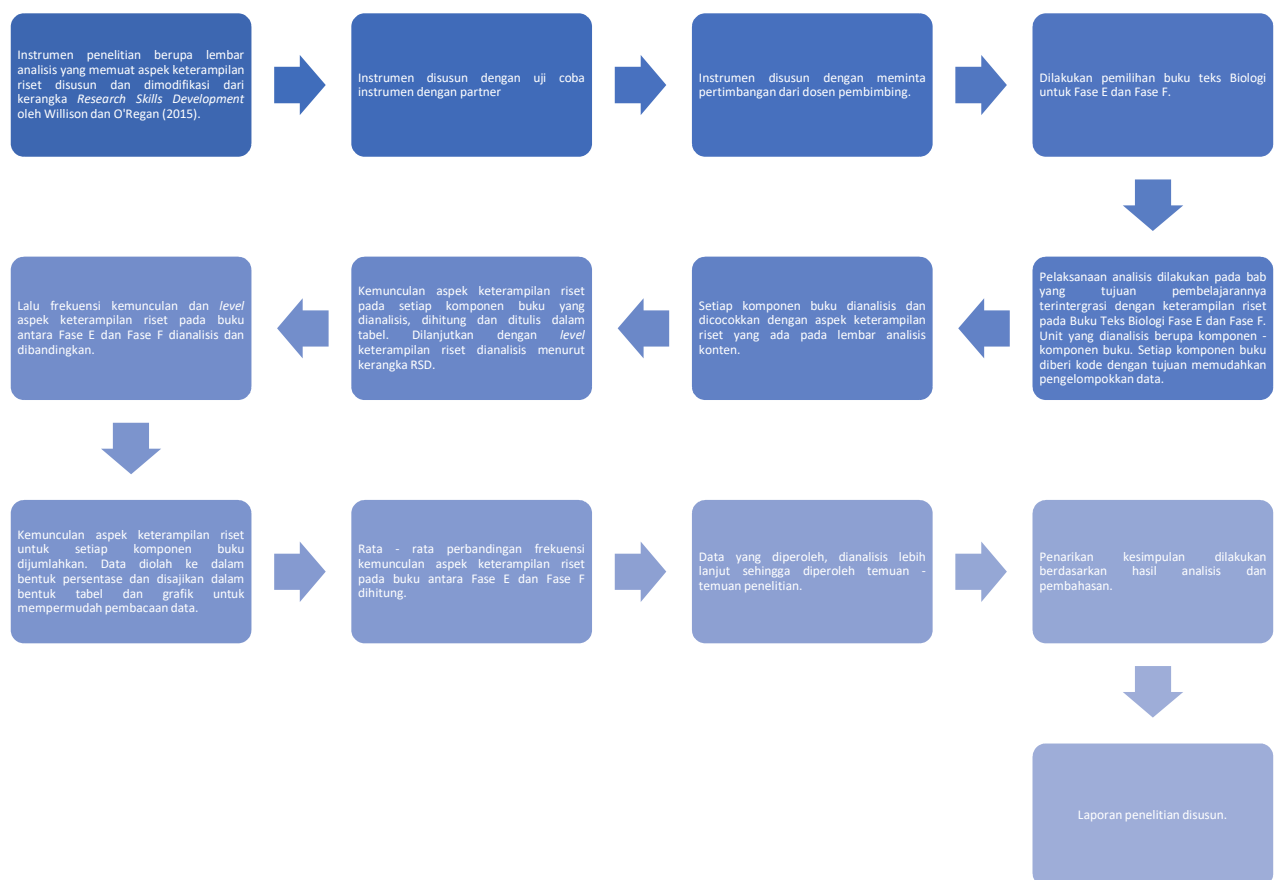 Instrumen penelitian berupa lembar
analisis yang memuat aspek keterampilan
riset disusun dan dimodifikasi dari
kerangka Research Skills Development
oleh Willison dan O'Regan (2015).
Instrumen disusun dengan uji coba
instrumen dengan partner
Instrumen disusun dengan meminta
pertimbangan dari dosen pembimbing.
Dilakukan pemilihan buku teks Biologi
untuk Fase E dan Fase F.
Pelaksanaan analisis dilakukan pada bab
yang tujuan pembelajarannya
terintergrasi dengan keterampilan riset
pada Buku Teks Biologi Fase E dan Fase F.
Unit yang dianalisis berupa komponen -
komponen buku. Setiap komponen buku
diberi kode dengan tujuan memudahkan
pengelompokkan data.
Setiap komponen buku dianalisis dan
dicocokkan dengan aspek keterampilan
riset yang ada pada lembar analisis
konten.
Kemunculan aspek keterampilan riset
pada setiap komponen buku yang
dianalisis, dihitung dan ditulis dalam
tabel. Dilanjutkan dengan level
keterampilan riset dianalisis menurut
kerangka RSD.
Lalu frekuensi kemunculan dan level
aspek keterampilan riset pada buku
antara Fase E dan Fase F dianalisis dan
dibandingkan.
Kemunculan aspek keterampilan riset
untuk setiap komponen buku
dijumlahkan. Data diolah ke dalam
bentuk persentase dan disajikan dalam
bentuk tabel dan grafik untuk
mempermudah pembacaan data.
Rata - rata perbandingan frekuensi
kemunculan aspek keterampilan riset
pada buku antara Fase E dan Fase F
dihitung.
Data yang diperoleh, dianalisis lebih
lanjut sehingga diperoleh temuan -
temuan penelitian.
Penarikan kesimpulan dilakukan
berdasarkan hasil analisis dan
pembahasan.
Laporan penelitian disusun.